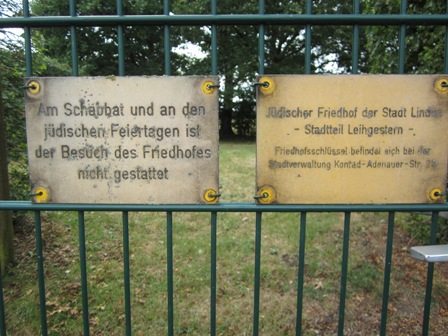 Am Schabbat und an den
jüdischen Feiertagen ist
der Besuch des Friedhofes
nicht gestattet
Jüdischer Friedhof der Stadt Linden
- Stadtteil Leihgestern -
Friedhofsschlüssel befindet sich bei der
Stadtverwaltung Konrad-Adenauer-Str.